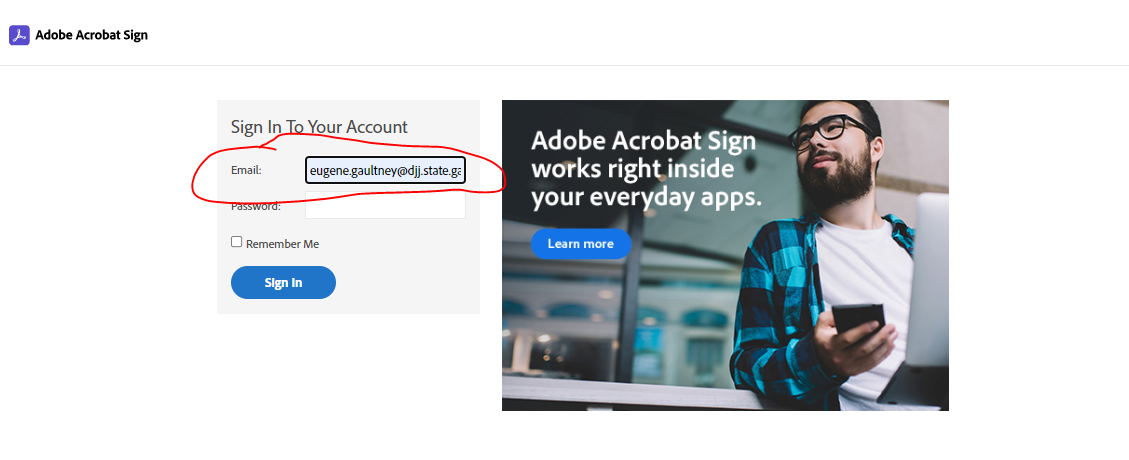 Adobe Acrobat Sign
Sign In To Your Account
Email:
eugene.gaultney@djj.state.ga
Password:
Remember Me
Sign In
Adobe Acrobat Sign
works right inside
your everyday apps.
Learn more